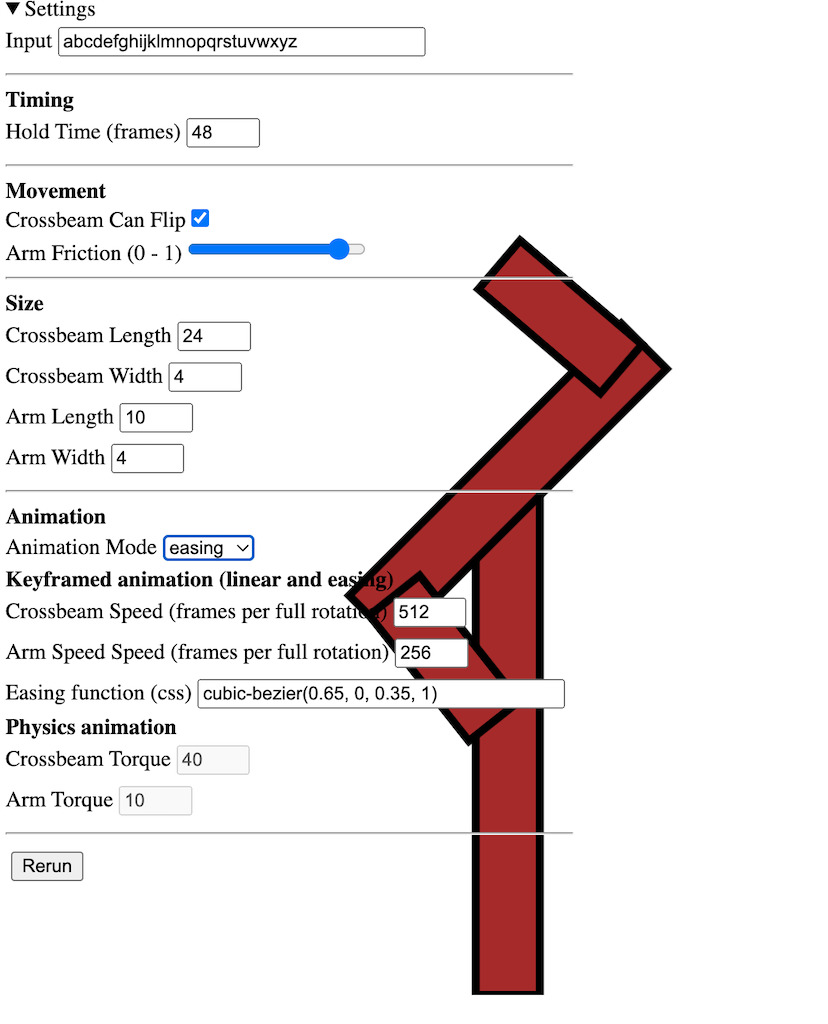 ▼ Settings
Input abcdefghijklmnopqrstuvwxyz
Timing
Hold Time (frames) 48
Movement
Crossbeam Can Flip
Arm Friction (0 - 1)
Size
Crossbeam Length 24
Crossbeam Width 4
Arm Length 10
Arm Width 4
Animation
Animation Mode easing
Keyframed animation (linear and easing)
Crossbeam Speed (frames per full rotation) 512
Arm Speed Speed (frames per full rotation) 256
Easing function (css) cubic-bezier(0.65, 0, 0.35, 1)
Physics animation
Crossbeam Torque 40
Arm Torque 10
Rerun